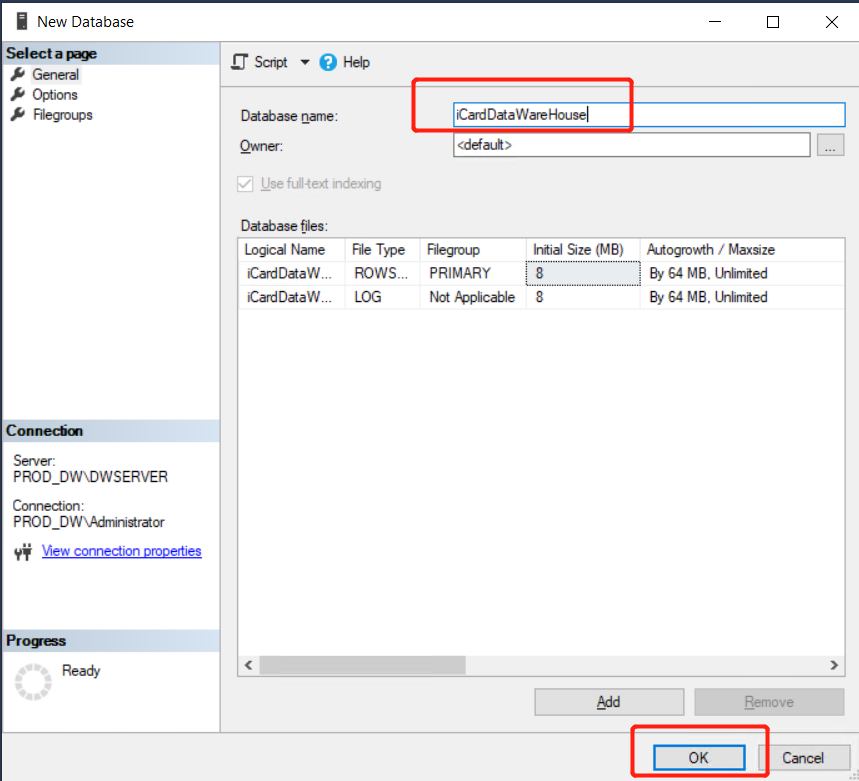 New Database
Select a page
General
Options
Filegroups
Script
Help
Database name:
iCardDataWareHouse
Owner:
<default>
...
Use full-text indexing
Database files:
Logical Name File Type Filegroup Initial Size (MB) Autogrowth / Maxsize
iCardDataW... ROWS... PRIMARY 8 By 64 MB, Unlimited
iCardDataW... LOG Not Applicable 8 By 64 MB, Unlimited
Connection
Server:
PROD_DW\DWSERVER
Connection:
PROD_DW\Administrator
View connection properties
Progress
Ready
Add Remove
OK Cancel